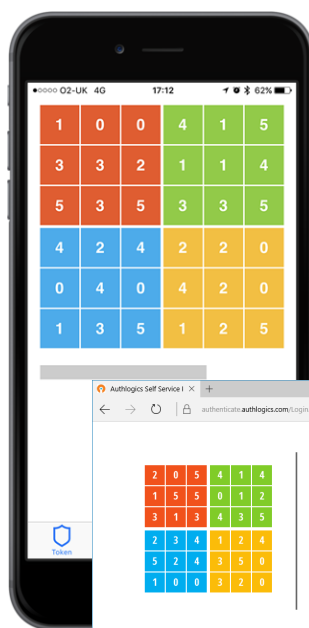 O2-UK 4G 17:12 62%
1 0 0 4 1 5
3 3 2 1 1 4
5 3 5 3 3 5
4 2 4 2 2 0
0 4 0 4 2 0
1 3 5 1 2 5
Token
Authlogics Self Service
authenticate.authlogics.com/Login
2 0 5 4 1 4
1 5 5 0 1 2
3 1 3 4 3 5
2 3 4 1 2 4
5 2 4 3 5 0
1 0 0 3 2 0